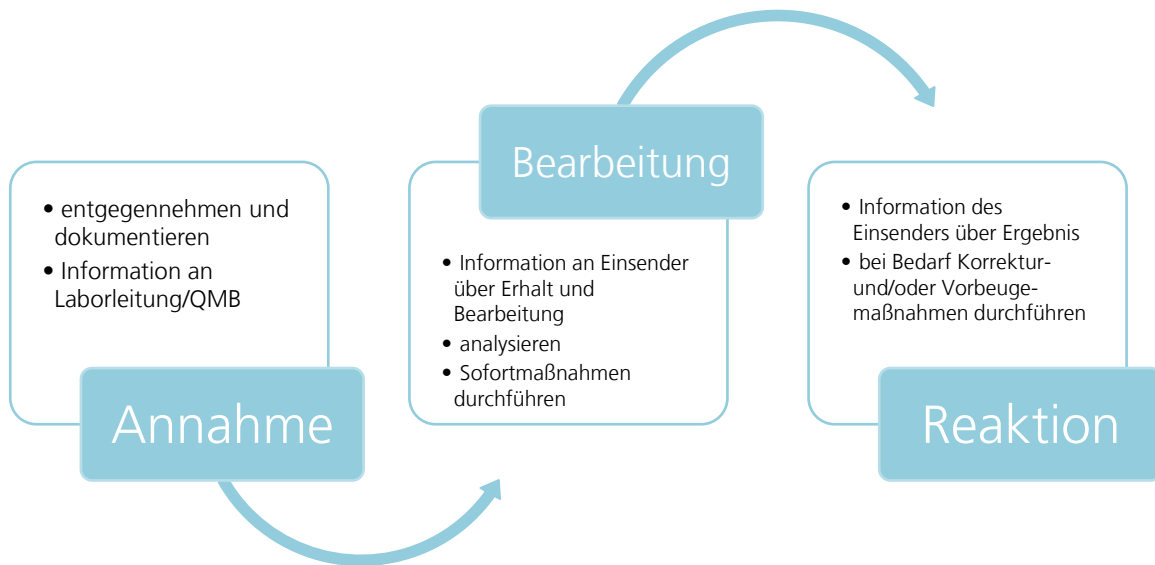 • entgegennehmen und
dokumentieren
• Information an
Laborleitung/QMB
Annahme
Bearbeitung
• Information an Einsender
über Erhalt und
Bearbeitung
• analysieren
• Sofortmaßnahmen
durchführen
• Information des
Einsenders über Ergebnis
• bei Bedarf Korrektur-
und/oder Vorbeuge-
maßnahmen durchführen
Reaktion